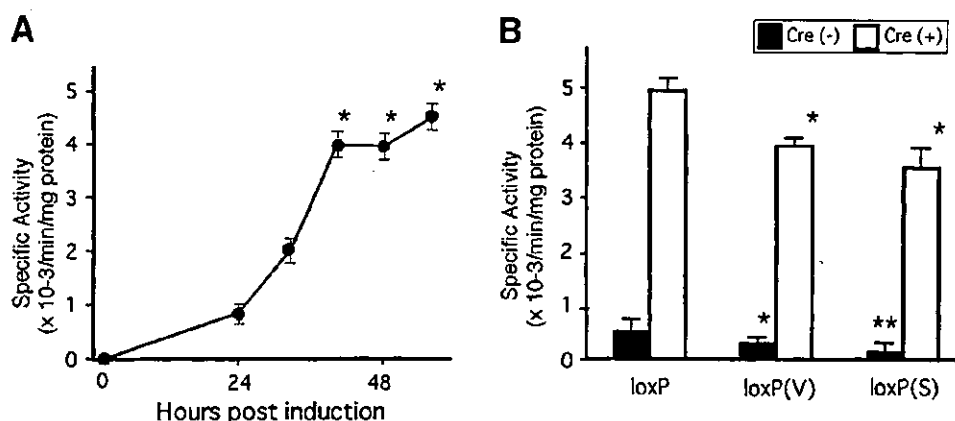 A
Specific Activity
(x 10-3/min/mg protein)
5
4
3
2
1
0
*
*
*
0
24
48
Hours post induction
B
Cre (-)
Cre (+)
Specific Activity
(x 10-3/min/mg protein)
5
4
3
2
1
0
*
*
*
**
loxP
loxP(V)
loxP(S)